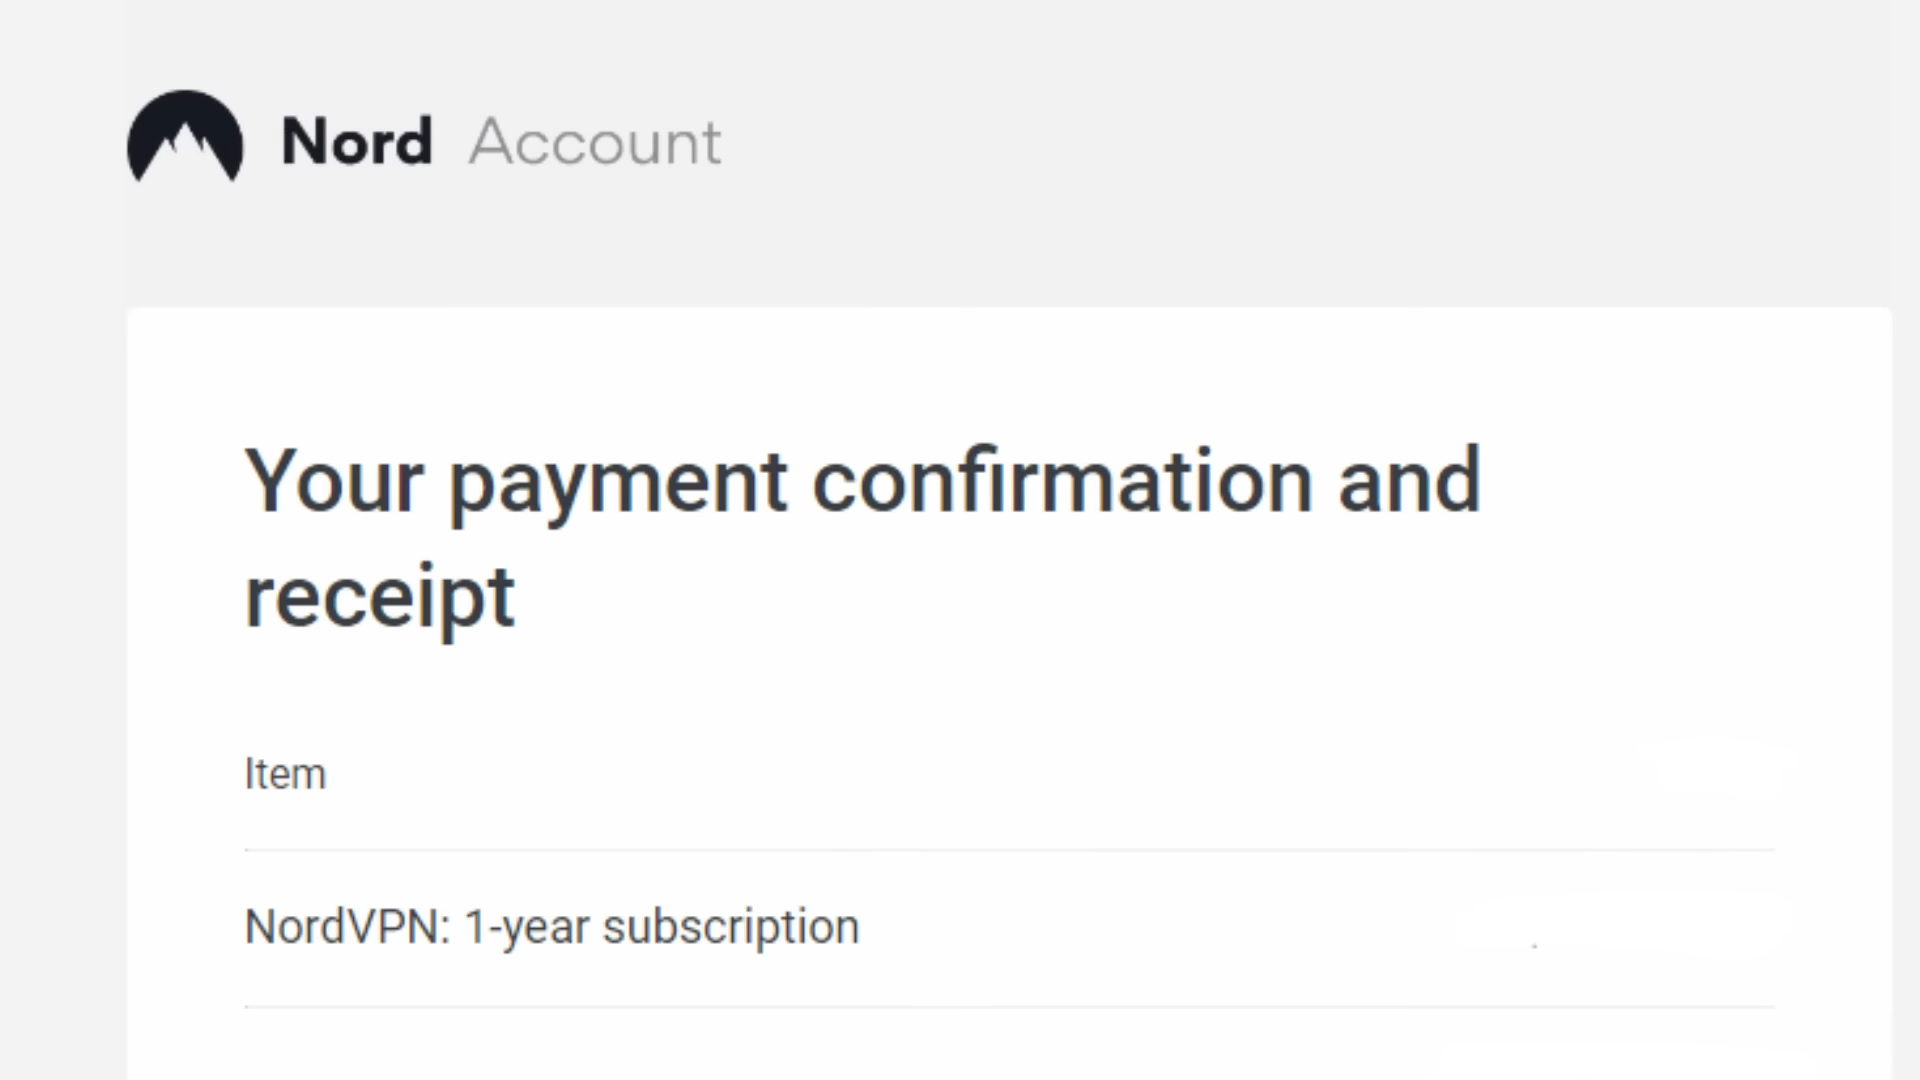 Nord Account
Your payment confirmation and
receipt
Item
NordVPN: 1-year subscription